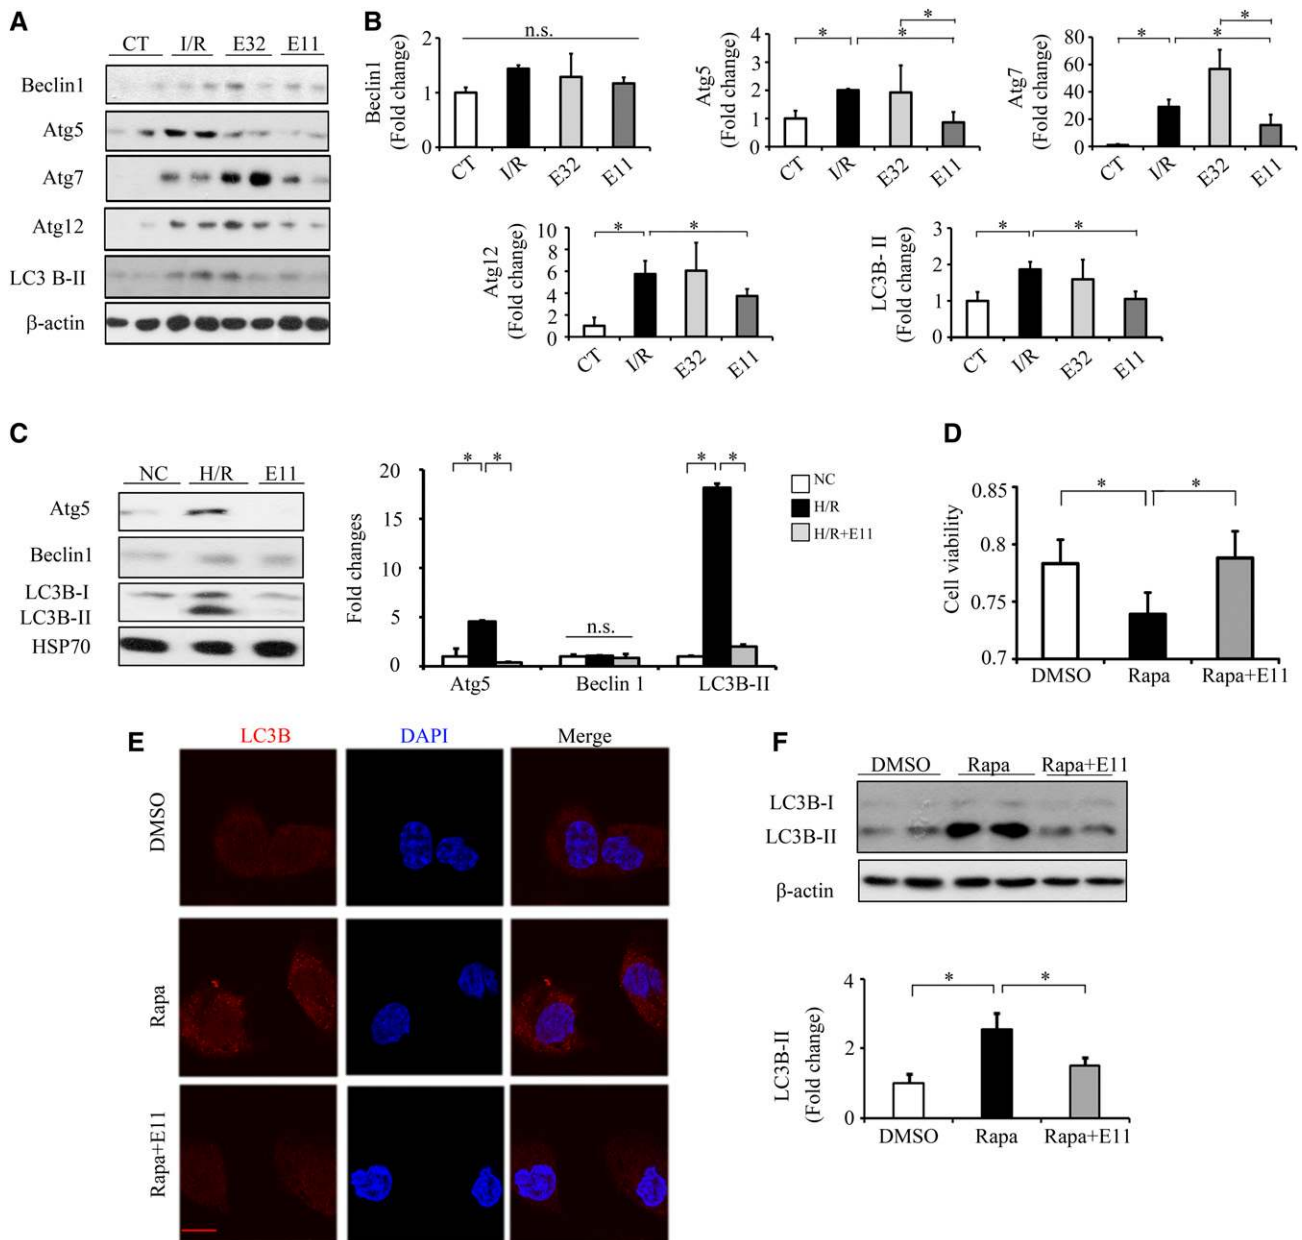 A
CT I/R E32 E11
Beclin1
Atg5
Atg7
Atg12
LC3 B-II
β-actin
B
Beclin1
(Fold change)
2
1
0
n.s.
CT I/R E32 E11
Atg5
(Fold change)
4
3
2
1
0
* * *
CT I/R E32 E11
Atg7
(Fold change)
80
60
40
20
0
* * *
CT I/R E32 E11
Atg12
(Fold change)
10
8
6
4
2
0
* *
CT I/R E32 E11
LC3B- II
(Fold change)
3
2
1
0
* *
CT I/R E32 E11
C
NC H/R E11
Atg5
Beclin1
LC3B-I
LC3B-II
HSP70
Fold changes
20
15
10
5
0
* * n.s. * *
Atg5 Beclin 1 LC3B-II
NC
H/R
H/R+E11
D
Cell viability
0.85
0.8
0.75
0.7
* *
DMSO Rapa Rapa+E11
E
LC3B DAPI Merge
DMSO
Rapa
Rapa+E11
F
DMSO Rapa Rapa+E11
LC3B-I
LC3B-II
β-actin
LC3B-II
(Fold change)
4
2
0
* *
DMSO Rapa Rapa+E11